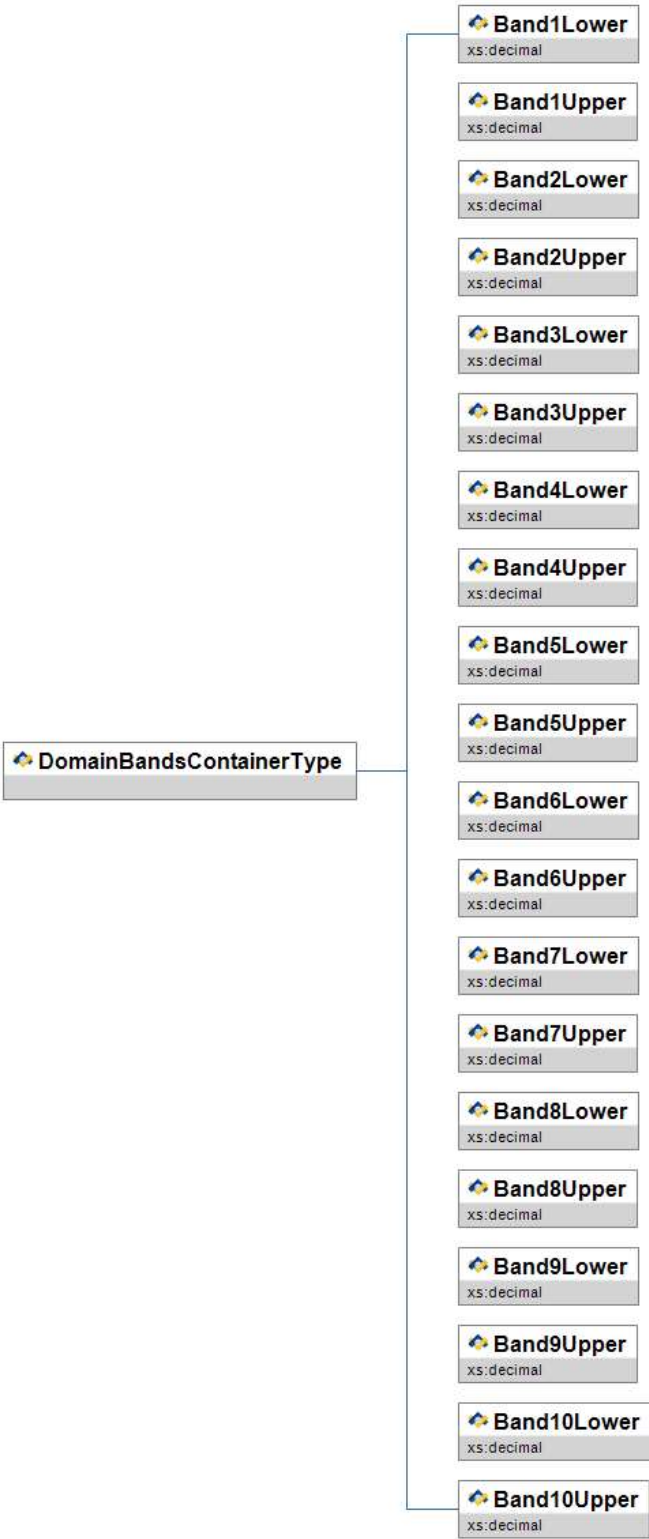 Band1Lower
xs:decimal
Band1Upper
xs:decimal
Band2Lower
xs:decimal
Band2Upper
xs:decimal
Band3Lower
xs:decimal
Band3Upper
xs:decimal
Band4Lower
xs:decimal
Band4Upper
xs:decimal
Band5Lower
xs:decimal
Band5Upper
xs:decimal
DomainBandsContainerType
Band6Lower
xs:decimal
Band6Upper
xs:decimal
Band7Lower
xs:decimal
Band7Upper
xs:decimal
Band8Lower
xs:decimal
Band8Upper
xs:decimal
Band9Lower
xs:decimal
Band9Upper
xs:decimal
Band10Lower
xs:decimal
Band10Upper
xs:decimal